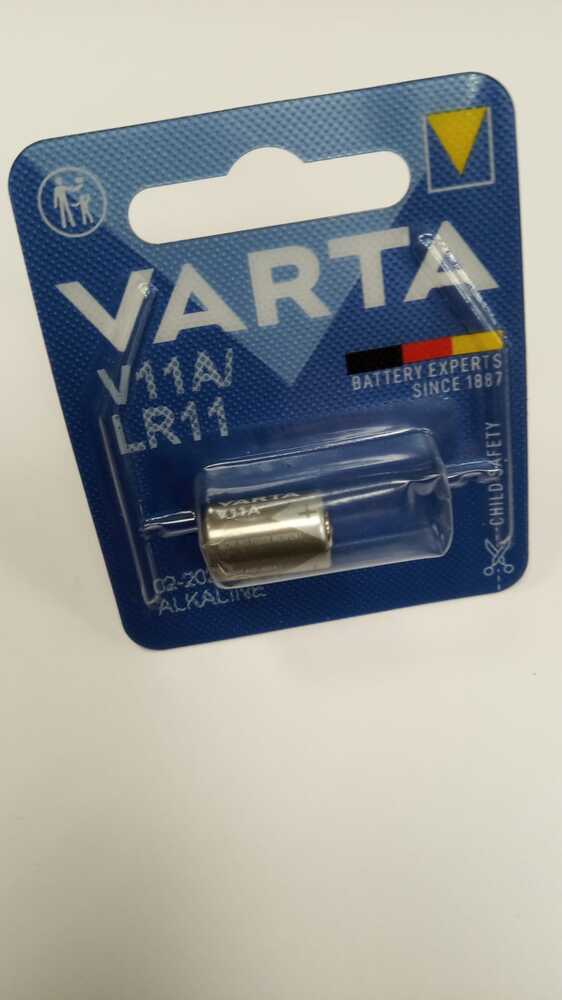 VARTA
V11A/
LR11
BATTERY EXPERTS
SINCE 1887
CHILD SAFETY
VARTA
V11A
ALKALINE